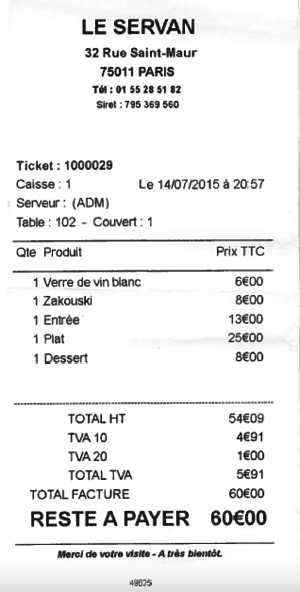 LE SERVAN
32 Rue Saint-Maur
75011 PARIS
Tél : 01 55 28 51 82
Siret : 795 369 560
Ticket : 1000029
Caisse : 1 Le 14/07/2015 à 20:57
Serveur : (ADM)
Table : 102 - Couvert : 1
Qte Produit Prix TTC
1 Verre de vin blanc 6€00
1 Zakouski 8€00
1 Entrée 13€00
1 Plat 25€00
1 Dessert 8€00
TOTAL HT 54€09
TVA 10 4€91
TVA 20 1€00
TOTAL TVA 5€91
TOTAL FACTURE 60€00
RESTE A PAYER 60€00
Merci de votre visite - A très bientôt.